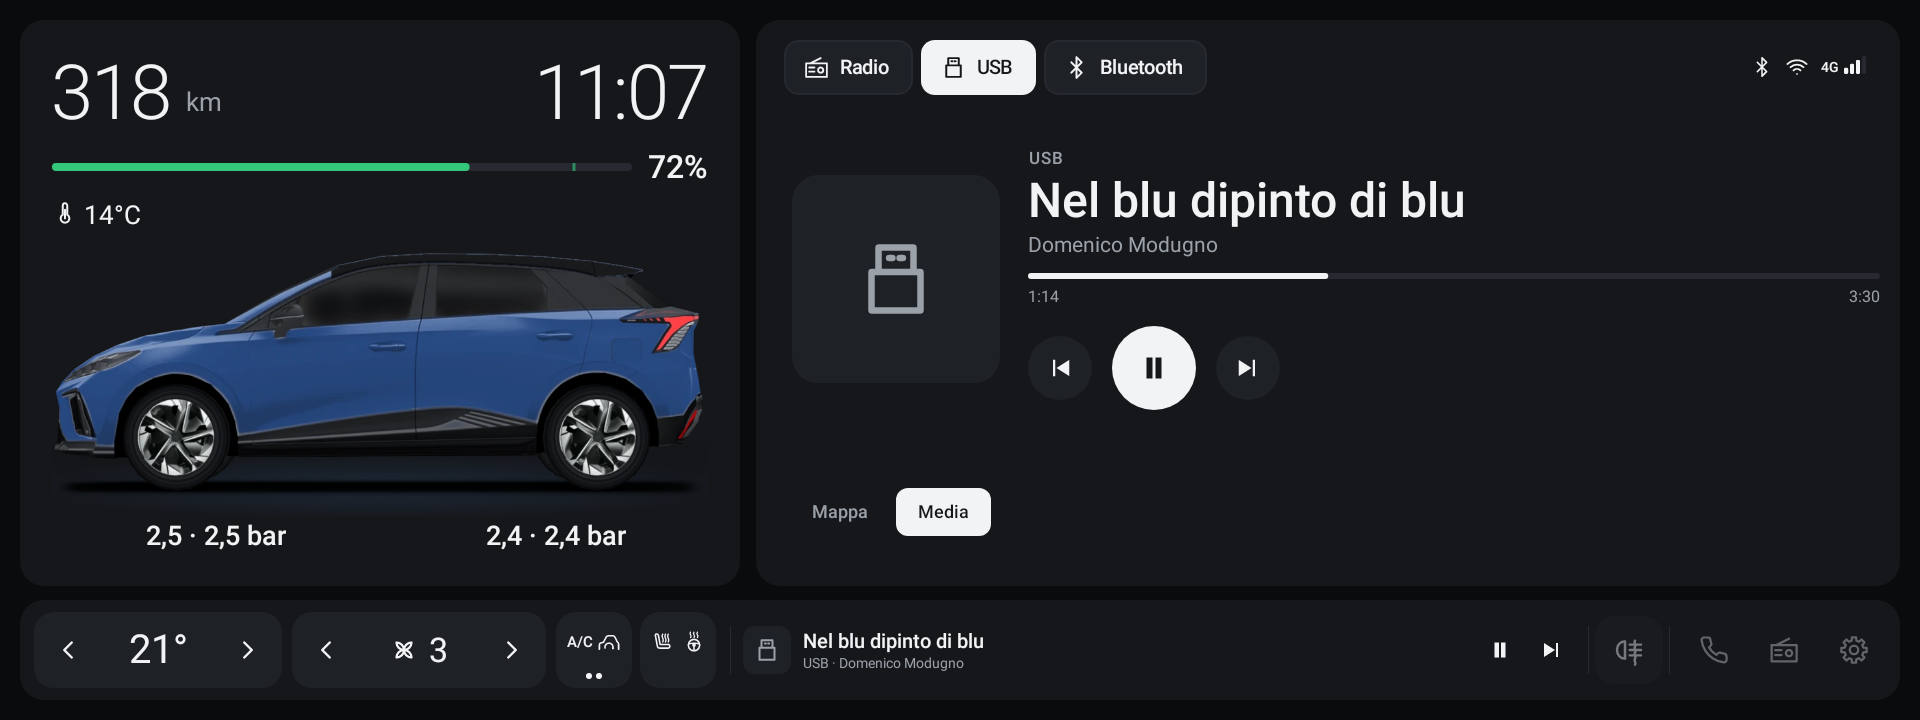 318 km
11:07
72%
14°C
2,5 · 2,5 bar
2,4 · 2,4 bar
Radio
USB
Bluetooth
4G
USB
Nel blu dipinto di blu
Domenico Modugno
1:14
3:30
Mappa
Media
21°
3
A/C
Nel blu dipinto di blu
USB · Domenico Modugno